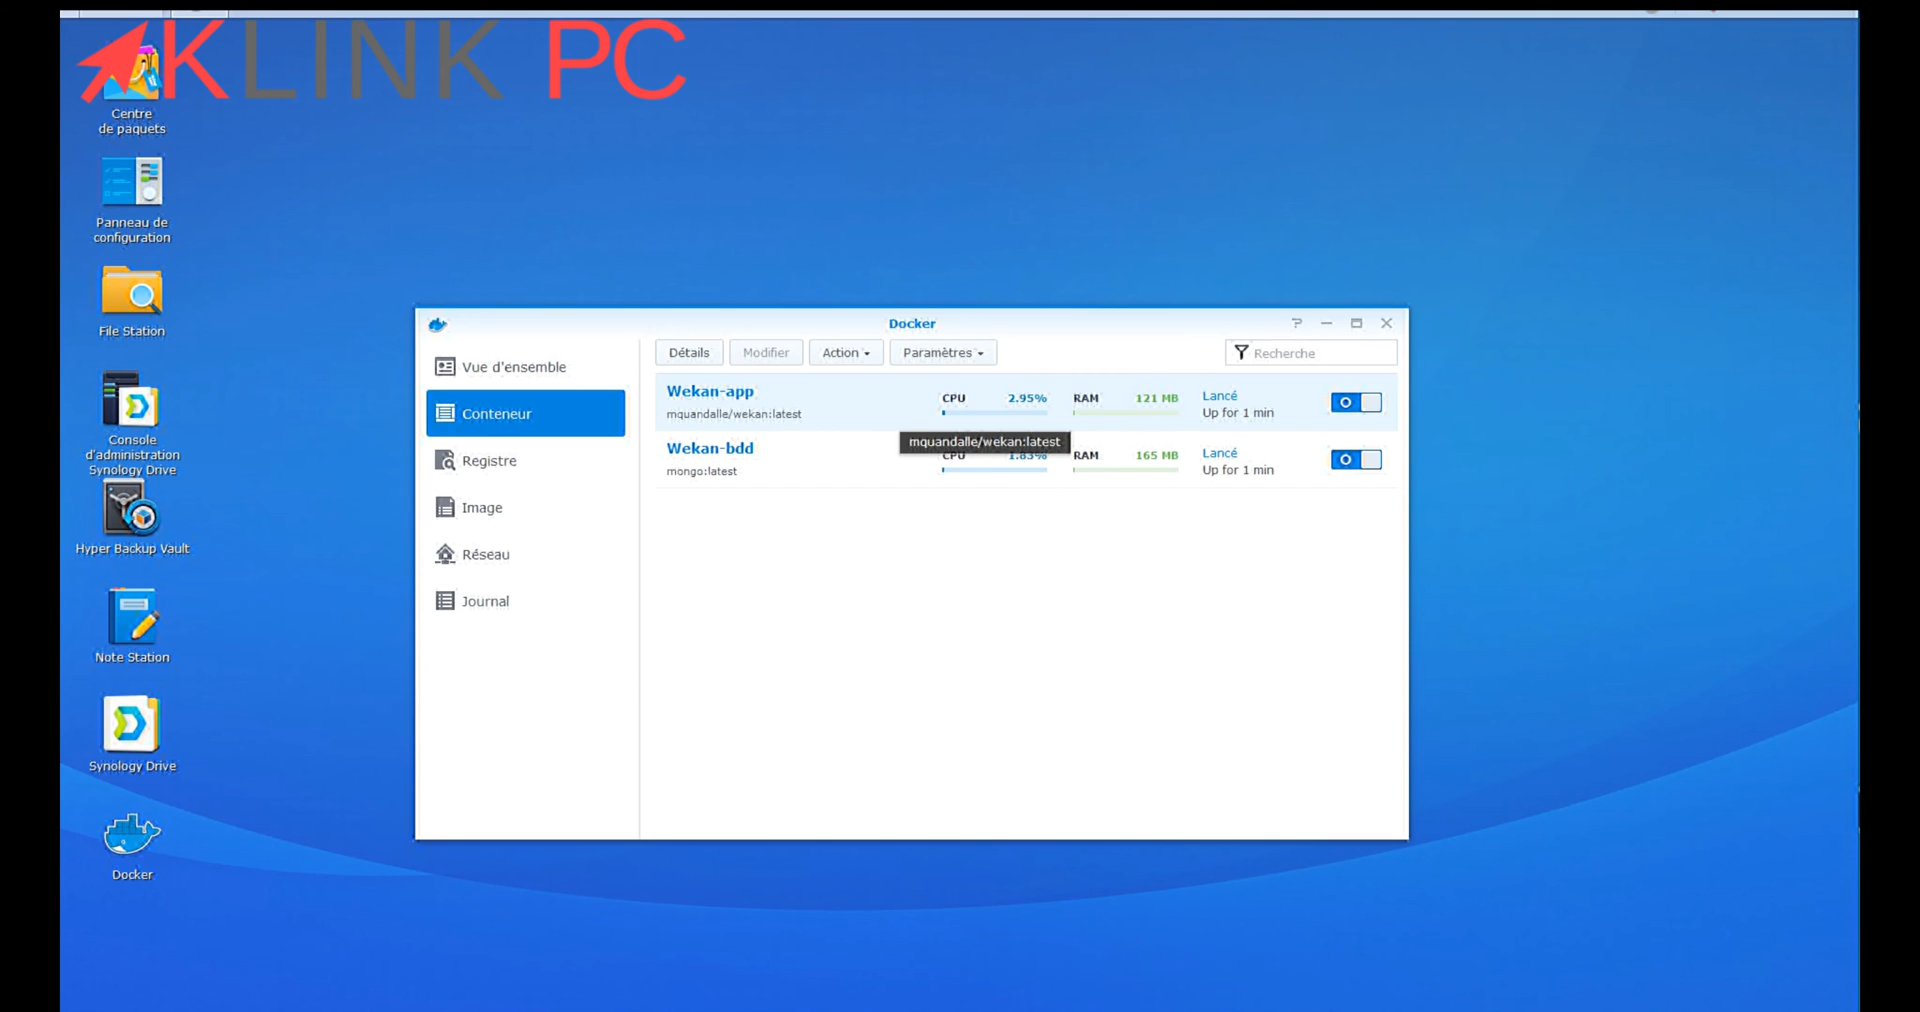 KLINK PC
Centre
de paquets
Panneau de
configuration
File Station
Console
d'administration
Synology Drive
Hyper Backup Vault
Note Station
Synology Drive
Docker
Docker
?
Vue d'ensemble
Conteneur
Registre
Image
Réseau
Journal
Détails
Modifier
Action
Paramètres
Recherche
Wekan-app
mquandalle/wekan:latest
CPU 2.95%
RAM 121 MB
Lancé
Up for 1 min
mquandalle/wekan:latest
Wekan-bdd
mongo:latest
CPU 1.83%
RAM 165 MB
Lancé
Up for 1 min